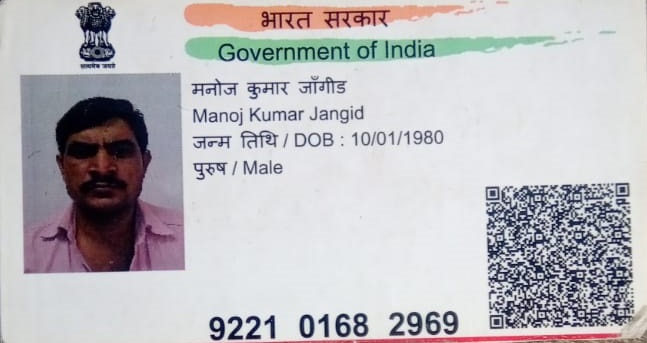 भारत सरकार
Government of India
सत्यमेव जयते
मनोज कुमार जाँगीड
Manoj Kumar Jangid
जन्म तिथि / DOB : 10/01/1980
पुरुष / Male
9221 0168 2969